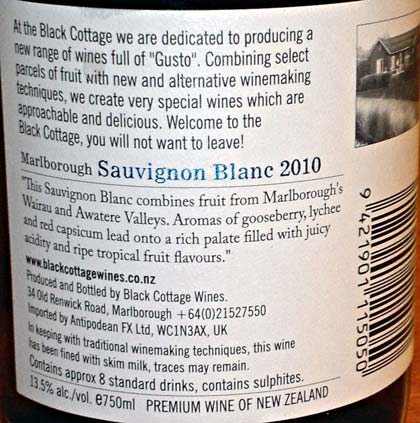 At the Black Cottage we are dedicated to producing a
new range of wines full of "Gusto". Combining select
parcels of fruit with new and alternative winemaking
techniques, we create very special wines which are
approachable and delicious. Welcome to the
Black Cottage, you will not want to leave!
Marlborough Sauvignon Blanc 2010
"This Sauvignon Blanc combines fruit from Marlborough's
Wairau and Awatere Valleys. Aromas of gooseberry, lychee
and red capsicum lead onto a rich palate filled with juicy
acidity and ripe tropical fruit flavours."
www.blackcottagewines.co.nz
Produced and Bottled by Black Cottage Wines.
34 Old Renwick Road, Marlborough +64(0)21527550
Imported by Antipodean FX Ltd, WC1N3AX, UK
In keeping with traditional winemaking techniques, this wine
has been fined with skim milk, traces may remain.
Contains approx 8 standard drinks, contains sulphites.
13.5% alc./vol. e750ml PREMIUM WINE OF NEW ZEALAND
9 421901 115050